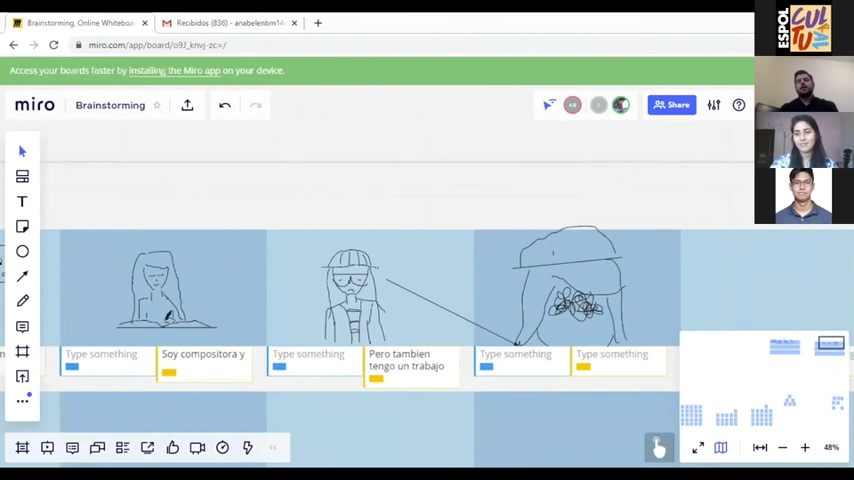 Brainstorming, Online Whiteboa
Recibidos (836) - anabelenbm14
miro.com/app/board/o9J_knvj-zc=/
Access your boards faster by installing the Miro app on your device.
miro
Brainstorming
Share
Type something
Soy compositora y
Type something
Pero tambien
tengo un trabajo
Type something
Type something
48%
ESPOL
CUL
TU